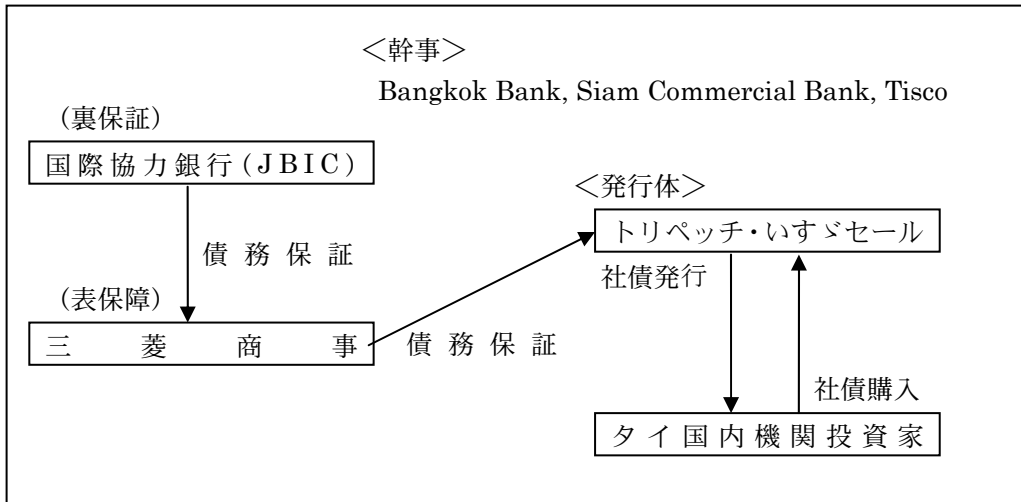 ＜幹事＞
Bangkok Bank, Siam Commercial Bank, Tisco
（裏保証）
国際協力銀行(JBIC)
＜発行体＞
トリペッチ・いすゞセール
債務保証
社債発行
（表保障）
三菱商事
債務保証
社債購入
タイ国内機関投資家